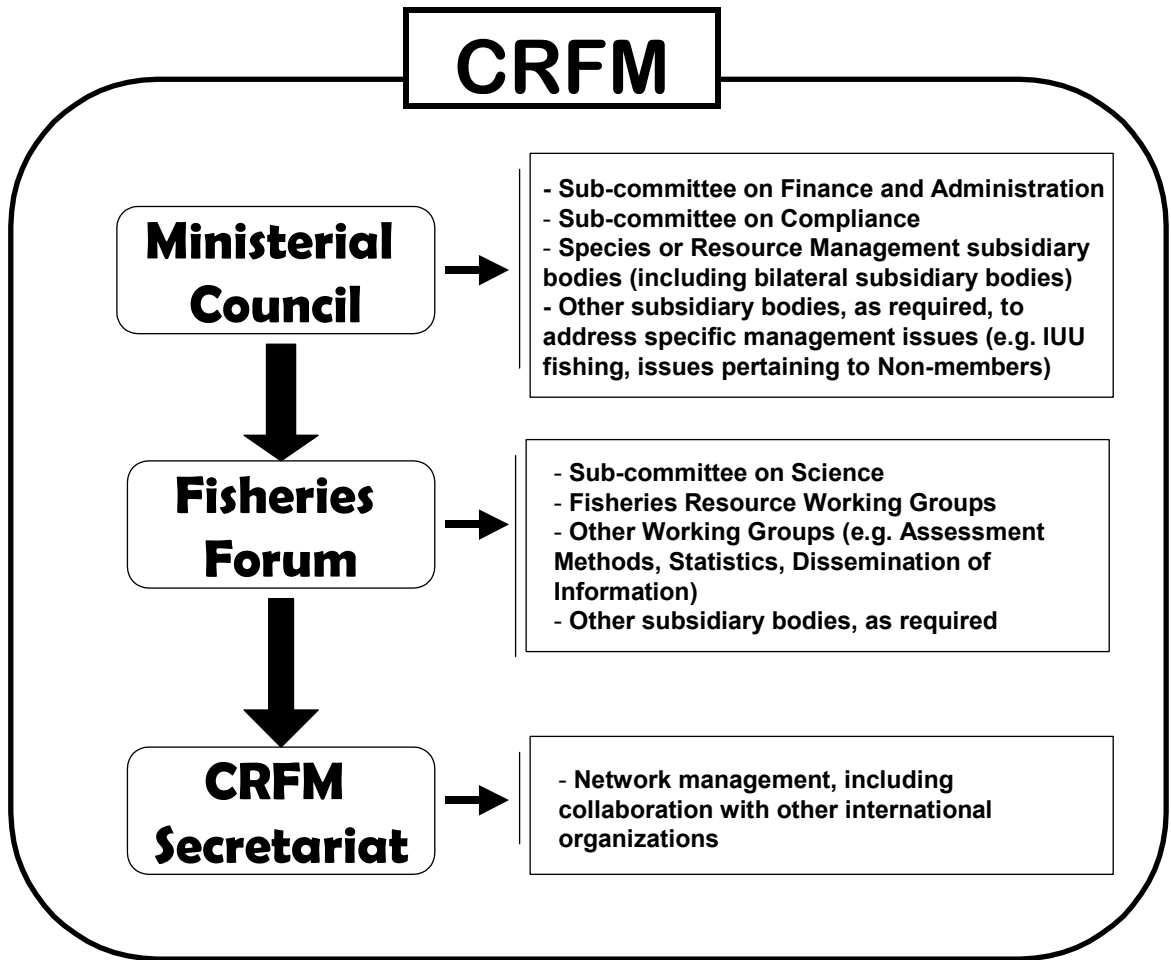 CRFM
Ministerial
Council
- Sub-committee on Finance and Administration
- Sub-committee on Compliance
- Species or Resource Management subsidiary
bodies (including bilateral subsidiary bodies)
- Other subsidiary bodies, as required, to
address specific management issues (e.g. IUU
fishing, issues pertaining to Non-members)
Fisheries
Forum
- Sub-committee on Science
- Fisheries Resource Working Groups
- Other Working Groups (e.g. Assessment
Methods, Statistics, Dissemination of
Information)
- Other subsidiary bodies, as required
CRFM
Secretariat
- Network management, including
collaboration with other international
organizations